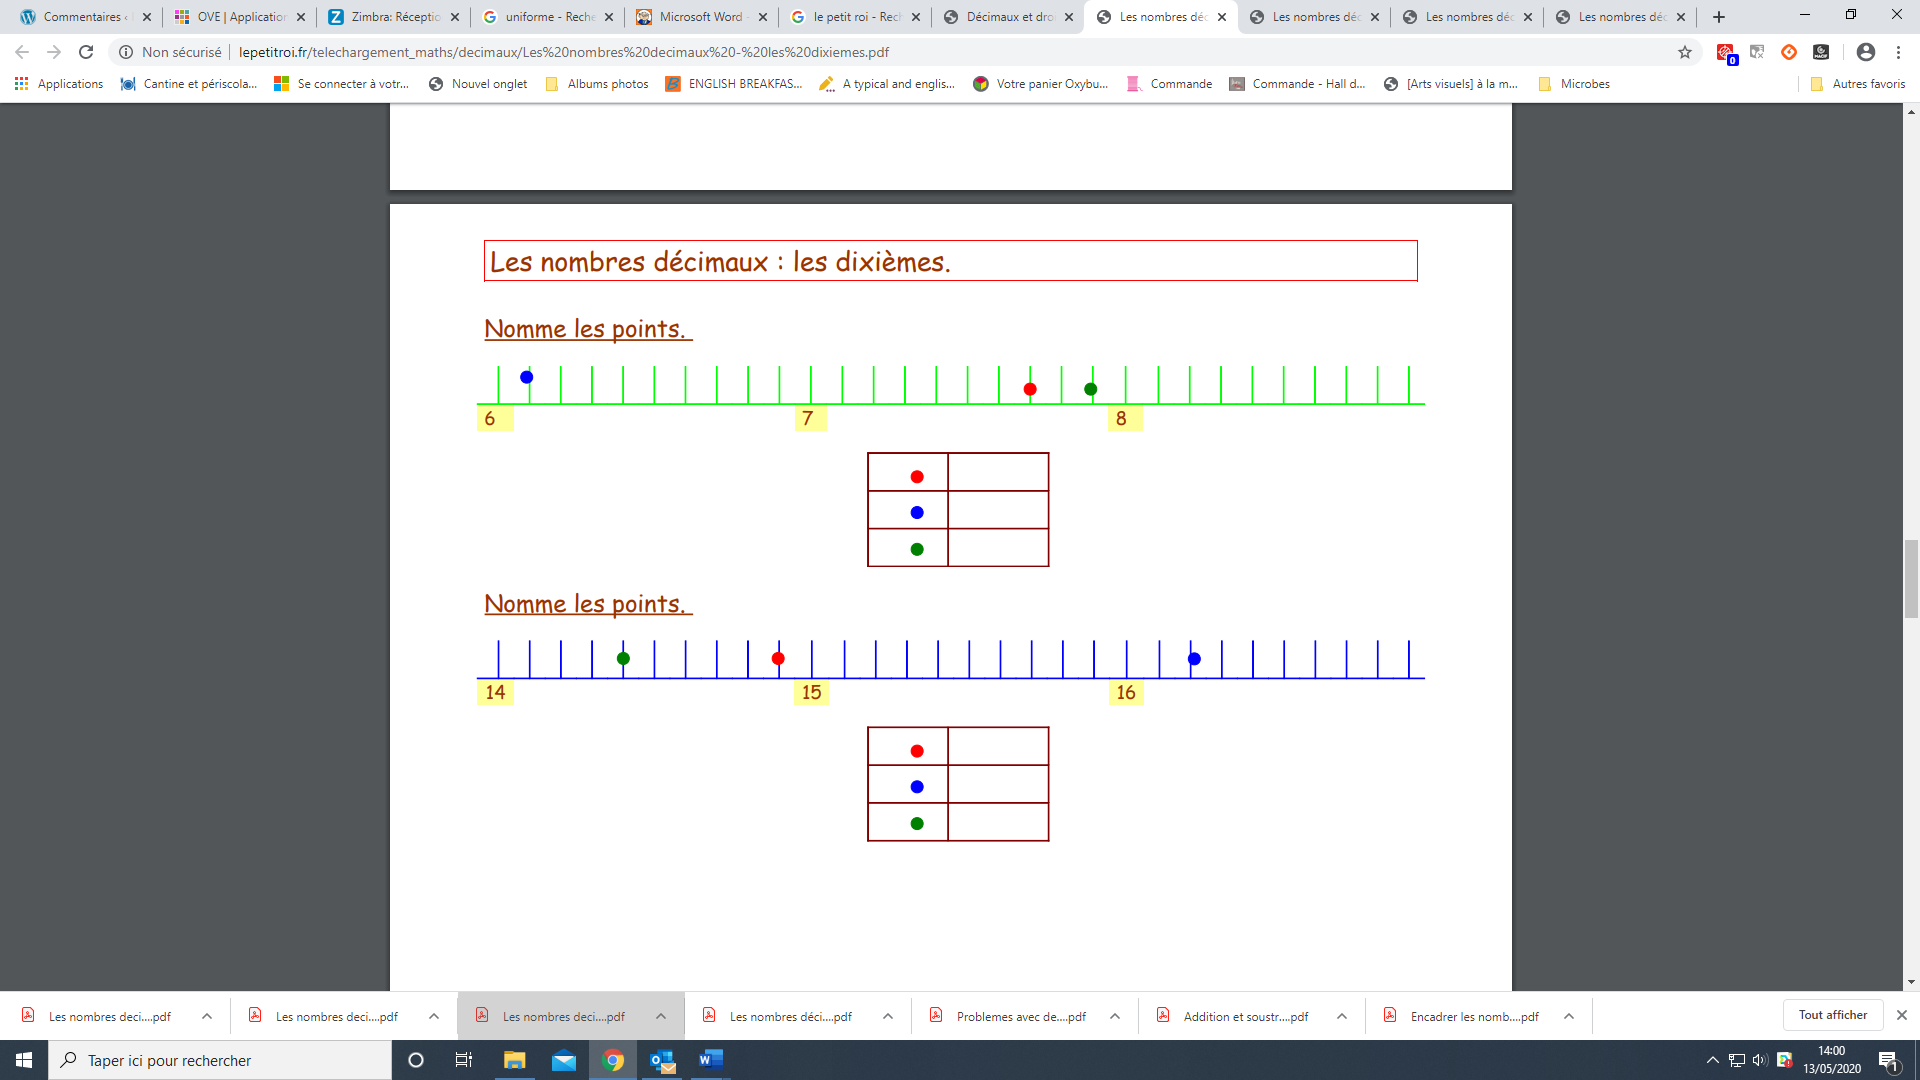 Commentaires ‹
OVE | Application
Zimbra: Réceptio
uniforme - Reche
Microsoft Word -
le petit roi - Rech
Décimaux et droi
Les nombres déc
Les nombres déc
Les nombres déc
Les nombres déc
Non sécurisé
lepetitroi.fr/telechargement_maths/decimaux/Les%20nombres%20decimaux%20-%20les%20dixiemes.pdf
0
Applications
Cantine et périscola...
Se connecter à votr...
Nouvel onglet
Albums photos
ENGLISH BREAKFAS...
A typical and englis...
Votre panier Oxybu...
Commande
Commande - Hall d...
[Arts visuels] à la m...
Microbes
Autres favoris
Les nombres décimaux : les dixièmes.
Nomme les points.
6 7 8
Nomme les points.
14 15 16
Les nombres deci....pdf
Les nombres deci....pdf
Les nombres deci....pdf
Les nombres déci....pdf
Problemes avec de....pdf
Addition et soustr....pdf
Encadrer les nomb....pdf
Tout afficher
Taper ici pour rechercher
14:00
13/05/2020
1